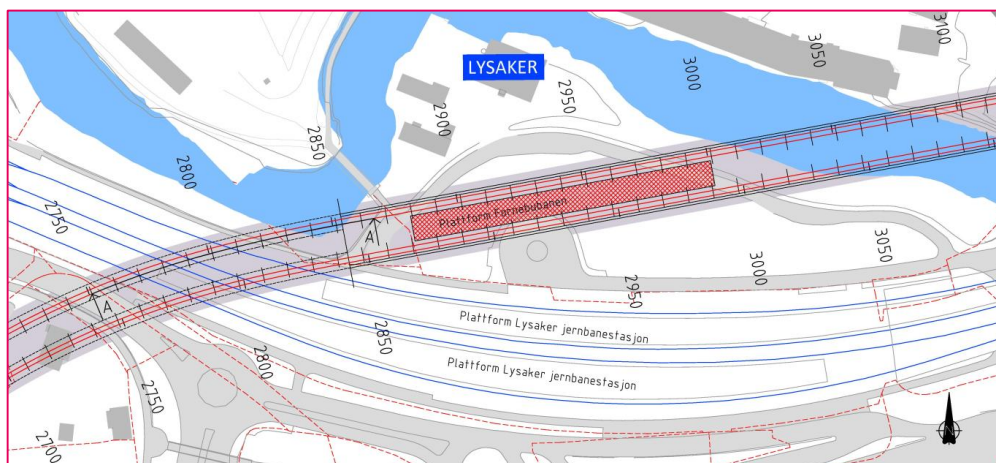 LYSAKER
3100
3050
3000
2950
2900
2850
2800
2750
Plattform Fornebubanen
A
A
3050
3000
2950
Plattform Lysaker jernbanestasjon
2850
Plattform Lysaker jernbanestasjon
2800
2750
2700
N